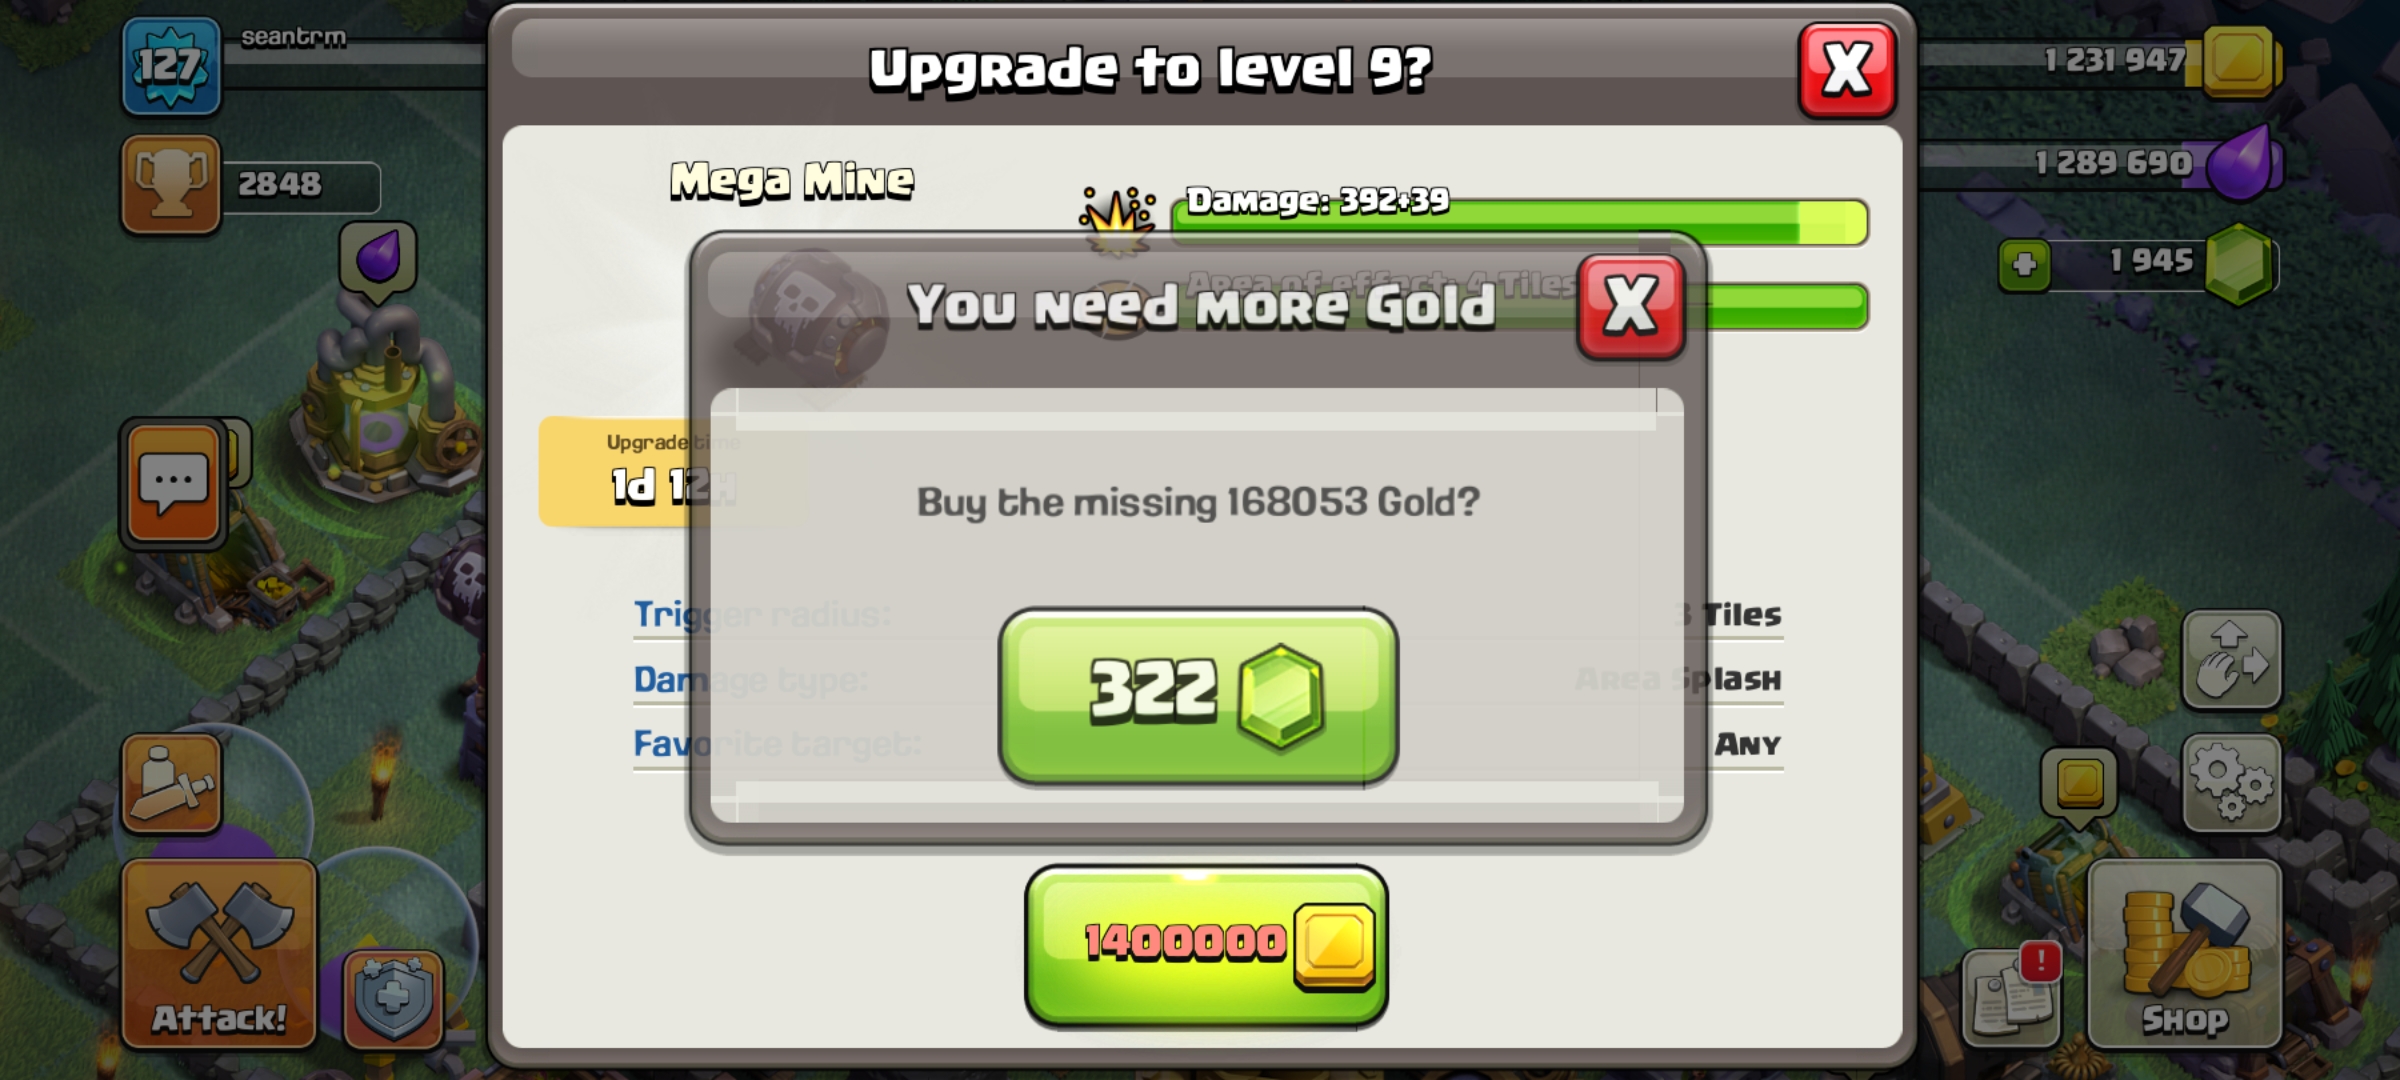 127
seantrm
2848
Upgrade to level 9?
X
1 231 947
1 289 690
1 945
Mega Mine
Damage: 392+39
Area of effect: 4 Tiles
You need more Gold
X
Upgrade time
1d 12H
Buy the missing 168053 Gold?
Trigger radius:
3 Tiles
Damage type:
Area Splash
Favorite target:
Any
322
1400000
Attack!
!
Shop